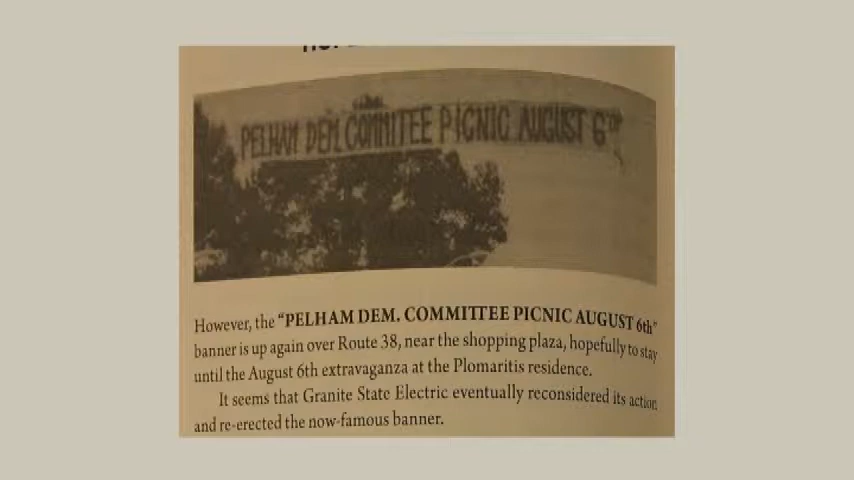 PELHAM DEM. COMMITEE PICNIC AUGUST 6TH
However, the “PELHAM DEM. COMMITTEE PICNIC AUGUST 6th”
banner is up again over Route 38, near the shopping plaza, hopefully to stay
until the August 6th extravaganza at the Plomaritis residence.
It seems that Granite State Electric eventually reconsidered its action
and re-erected the now-famous banner.